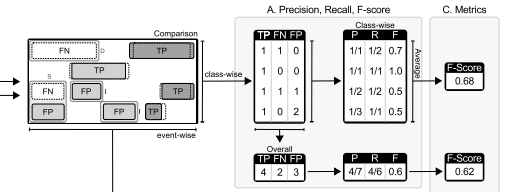 A. Precision, Recall, F-score
C. Metrics
Comparison
Class-wise
FN D TP
TP FN FP
P R F
TP
1 1 0
1/1 1/2 0.7
S
class-wise
1 0 0
1/1 1/1 1.0
Average
F-Score
FN FP I TP
1 1 1
1/2 1/2 0.5
0.68
FP FP I TP
1 0 2
1/3 1/1 0.5
event-wise
Overall
TP FN FP
P R F
F-Score
4 2 3
4/7 4/6 0.6
0.62